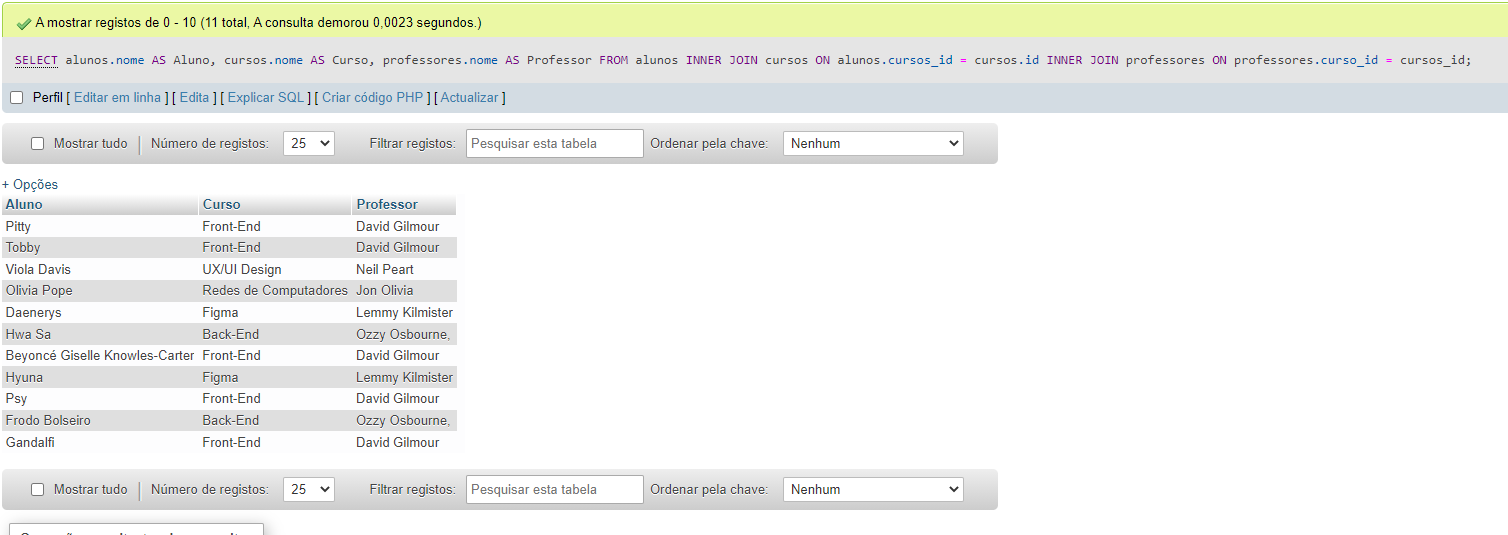 A mostrar registos de 0 - 10 (11 total, A consulta demorou 0,0023 segundos.)
SELECT alunos.nome AS Aluno, cursos.nome AS Curso, professores.nome AS Professor FROM alunos INNER JOIN cursos ON alunos.cursos_id = cursos.id INNER JOIN professores ON professores.curso_id = cursos_id;
Perfil [ Editar em linha ] [ Edita ] [ Explicar SQL ] [ Criar código PHP ] [ Actualizar ]
Mostrar tudo | Número de registos: 25 Filtrar registos: Pesquisar esta tabela Ordenar pela chave: Nenhum
+ Opções
Aluno Curso Professor
Pitty Front-End David Gilmour
Tobby Front-End David Gilmour
Viola Davis UX/UI Design Neil Peart
Olivia Pope Redes de Computadores Jon Olivia
Daenerys Figma Lemmy Kilmister
Hwa Sa Back-End Ozzy Osbourne,
Beyoncé Giselle Knowles-Carter Front-End David Gilmour
Hyuna Figma Lemmy Kilmister
Psy Front-End David Gilmour
Frodo Bolseiro Back-End Ozzy Osbourne,
Gandalfi Front-End David Gilmour
Mostrar tudo | Número de registos: 25 Filtrar registos: Pesquisar esta tabela Ordenar pela chave: Nenhum